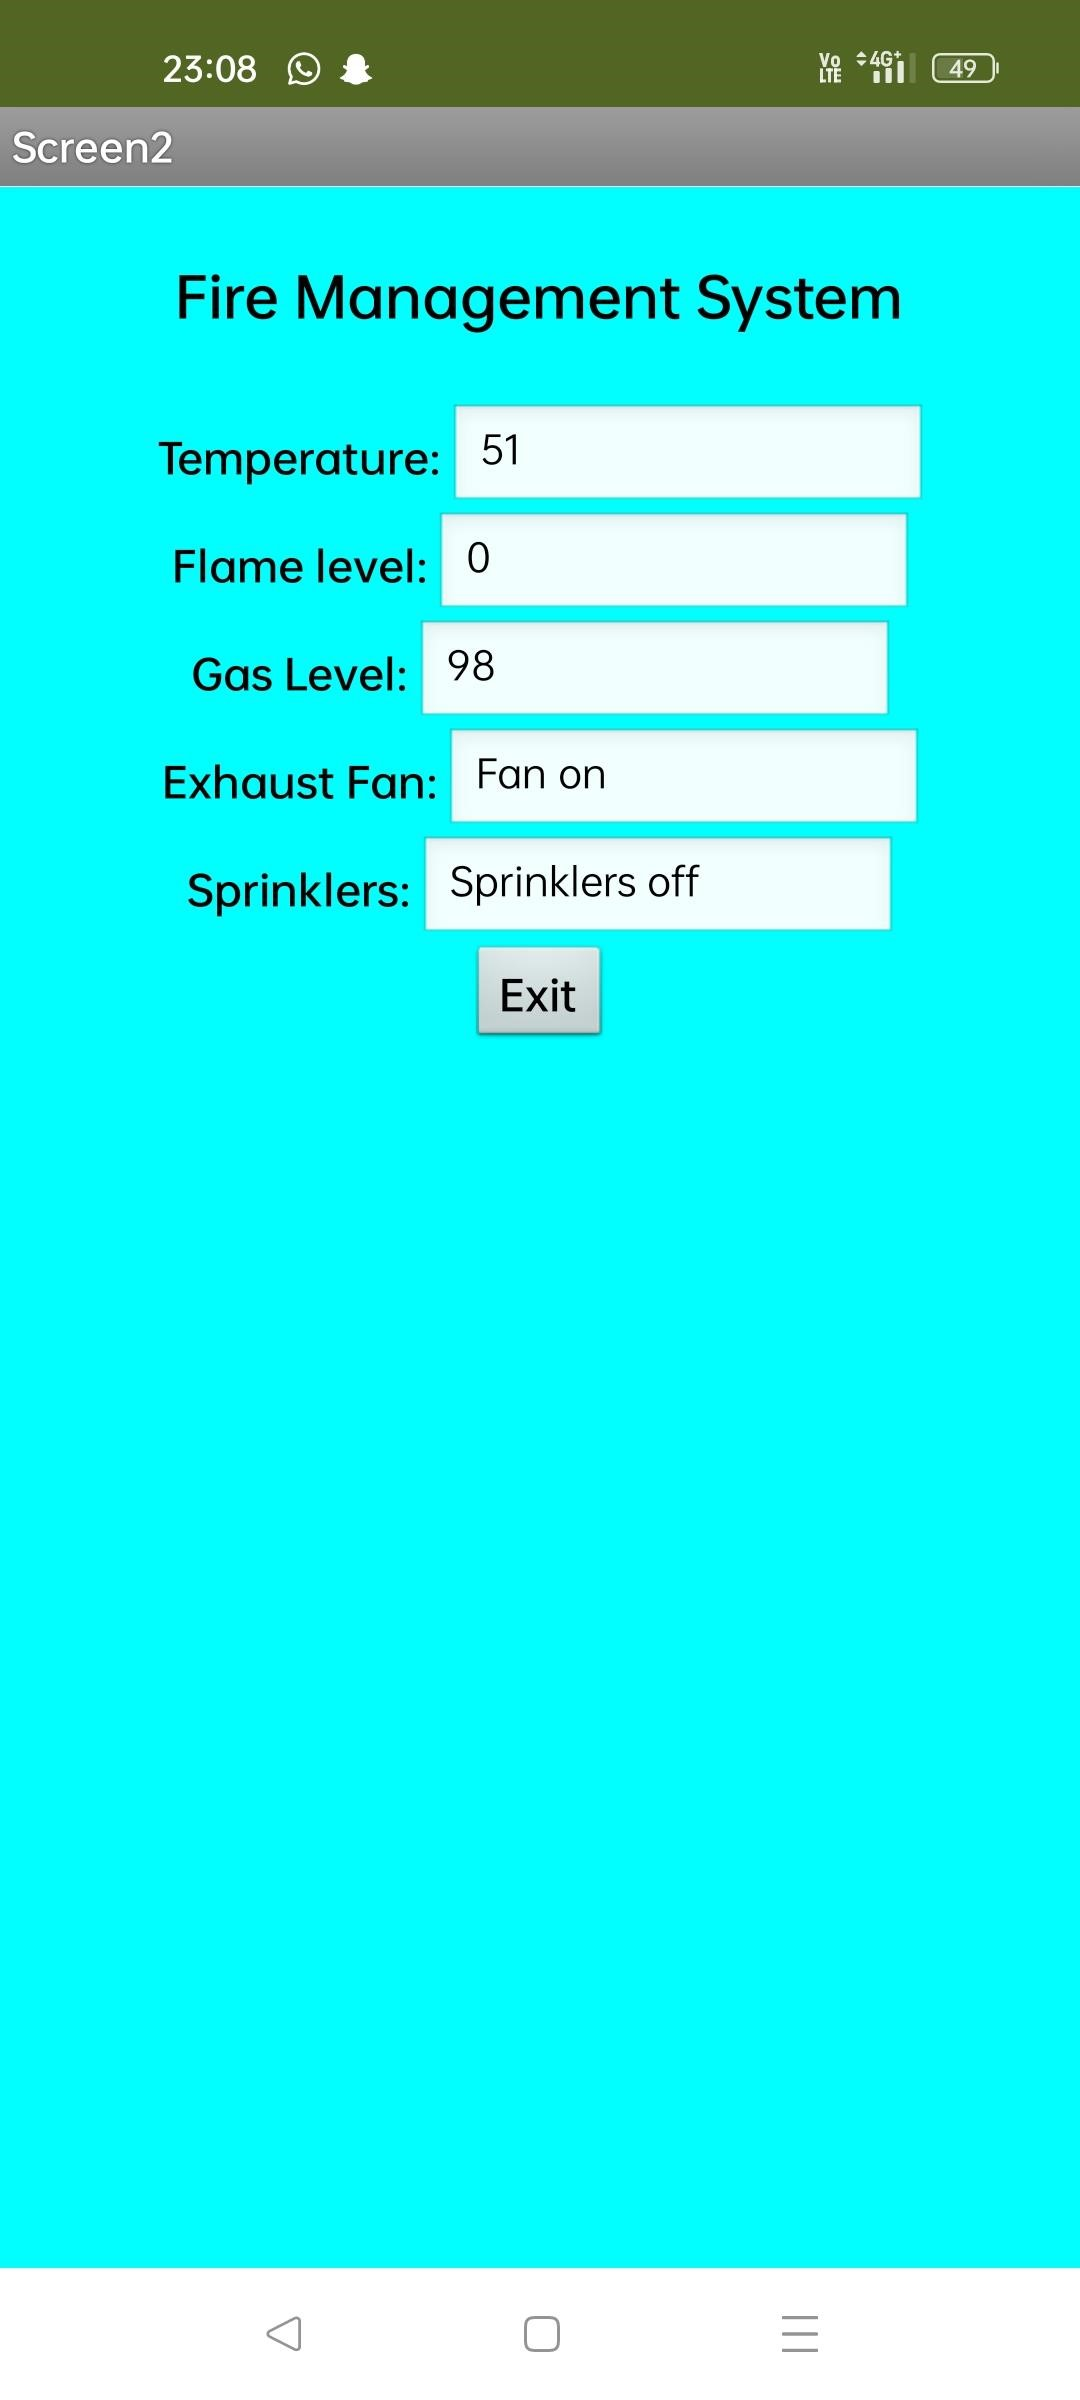 23:08 Vo LTE 4G+ 49
Screen2
Fire Management System
Temperature: 51
Flame level: 0
Gas Level: 98
Exhaust Fan: Fan on
Sprinklers: Sprinklers off
Exit